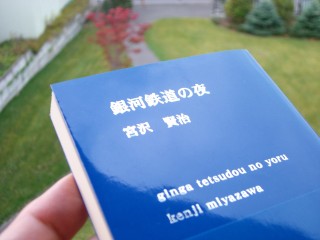 銀河鉄道の夜
宮沢 賢治
ginga tetsudou no yoru
kenji miyazawa